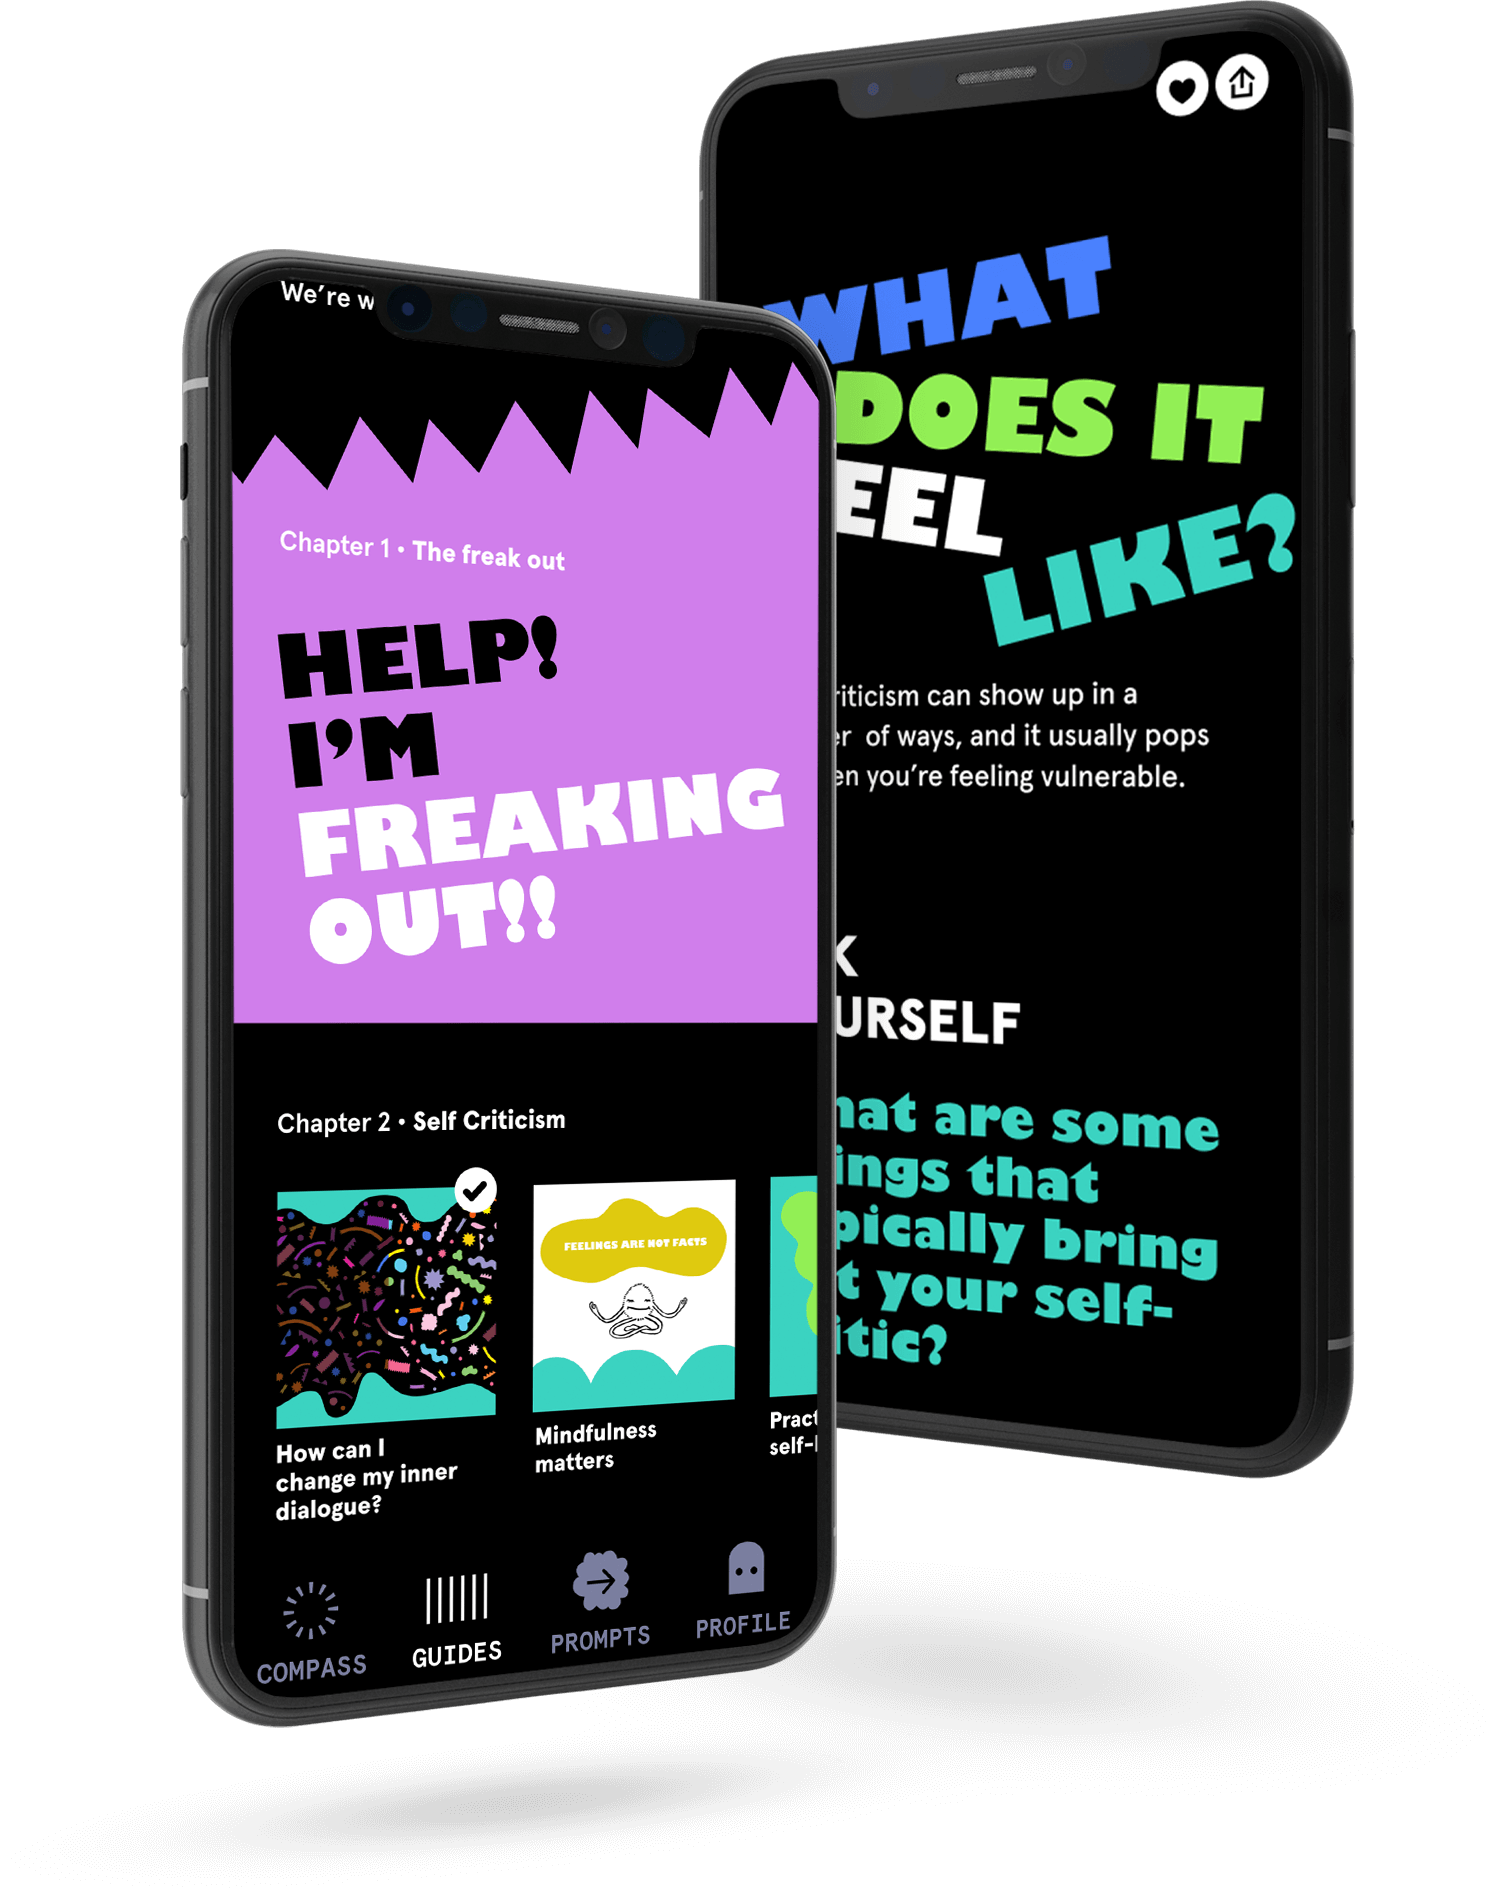 We're w
Chapter 1 • The freak out
HELP!
I'M
FREAKING
OUT!!
Chapter 2 • Self Criticism
FEELINGS ARE NOT FACTS
How can I
change my inner
dialogue?
Mindfulness
matters
Pract
self-
COMPASS
GUIDES
PROMPTS
PROFILE
WHAT
DOES IT
EEL
LIKE?
riticism can show up in a
er of ways, and it usually pops
en you're feeling vulnerable.
K
URSELF
hat are some
ings that
pically bring
t your self-
itic?